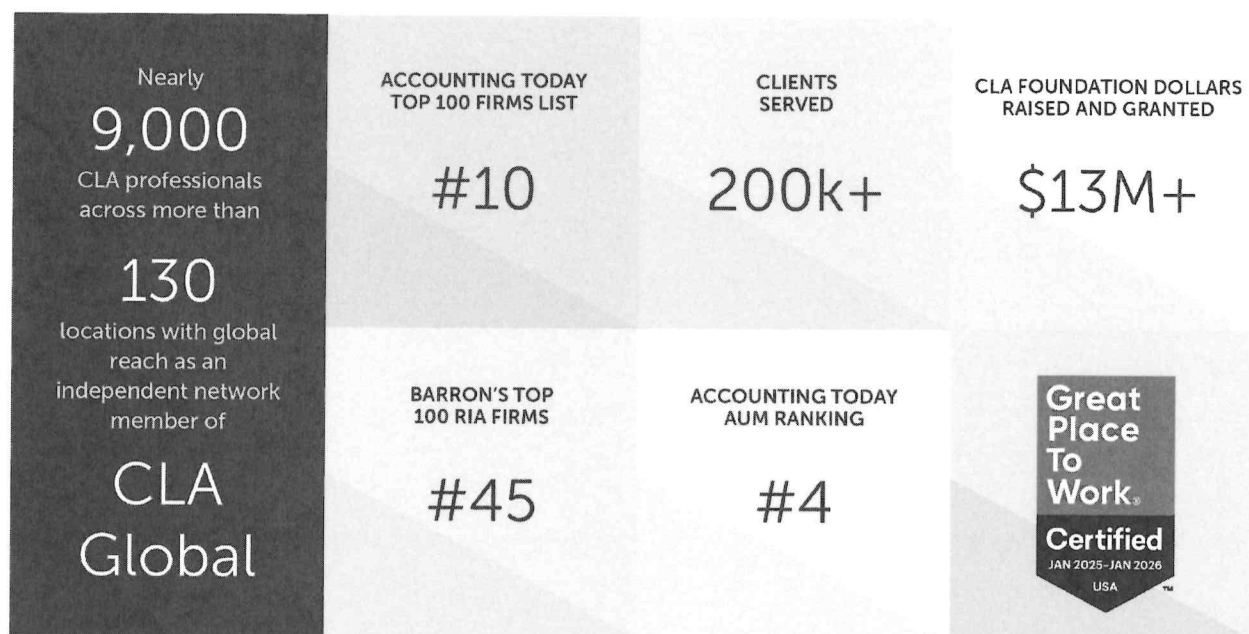 Nearly
9,000
CLA professionals
across more than
130
locations with global
reach as an
independent network
member of
CLA
Global
ACCOUNTING TODAY
TOP 100 FIRMS LIST
#10
CLIENTS
SERVED
200k+
CLA FOUNDATION DOLLARS
RAISED AND GRANTED
$13M+
BARRON'S TOP
100 RIA FIRMS
#45
ACCOUNTING TODAY
AUM RANKING
#4
Great
Place
To
Work®
Certified
JAN 2025-JAN 2026
USA
™